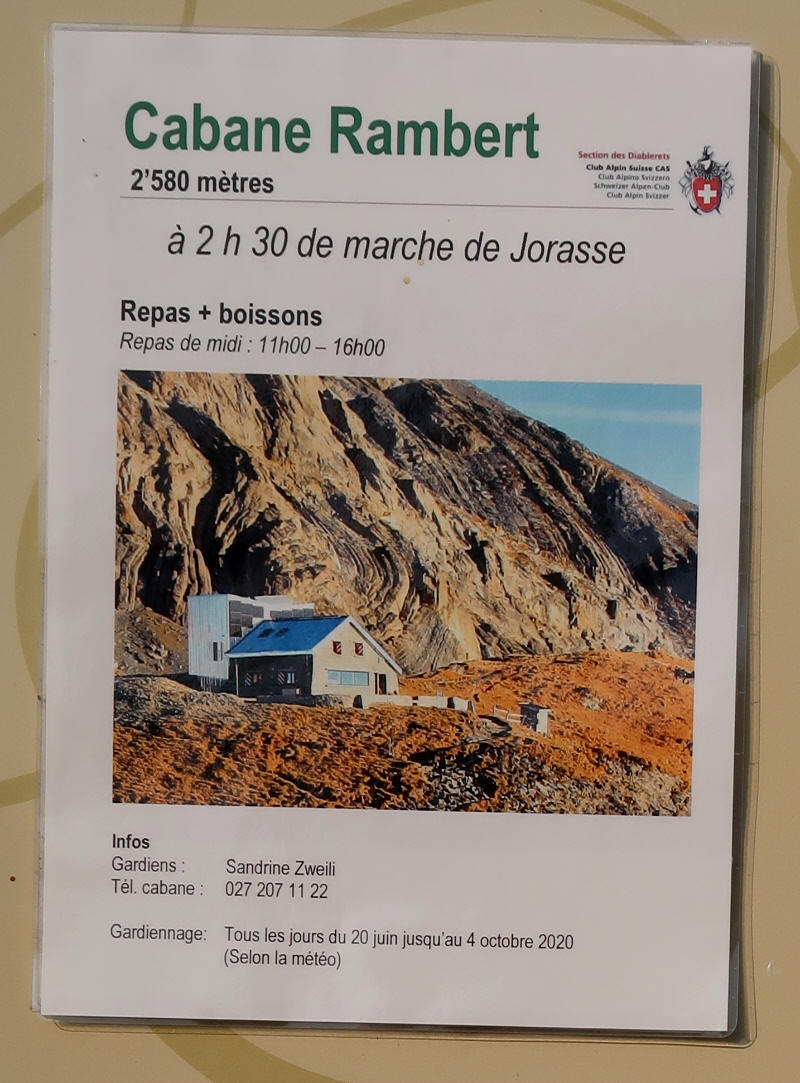 Cabane Rambert
2'580 mètres
Section des Diablerets
Club Alpin Suisse CAS
Club Alpino Svizzero
Schweizer Alpen-Club
Club Alpin Svizzer
à 2 h 30 de marche de Jorasse
Repas + boissons
Repas de midi : 11h00 – 16h00
Infos
Gardiens : Sandrine Zweili
Tél. cabane : 027 207 11 22
Gardiennage: Tous les jours du 20 juin jusqu'au 4 octobre 2020
(Selon la météo)